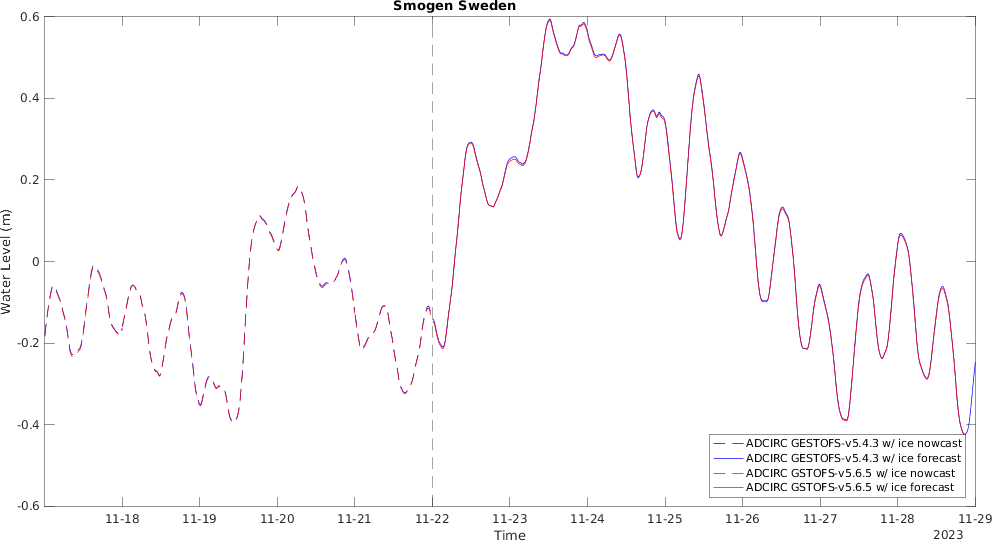 Smogen Sweden
Water Level (m)
0.6
0.4
0.2
0
-0.2
-0.4
-0.6
ADCIRC GESTOFS-v5.4.3 w/ ice nowcast
ADCIRC GESTOFS-v5.4.3 w/ ice forecast
ADCIRC GSTOFS-v5.6.5 w/ ice nowcast
ADCIRC GSTOFS-v5.6.5 w/ ice forecast
11-18 11-19 11-20 11-21 11-22 11-23 11-24 11-25 11-26 11-27 11-28 11-29
Time
2023